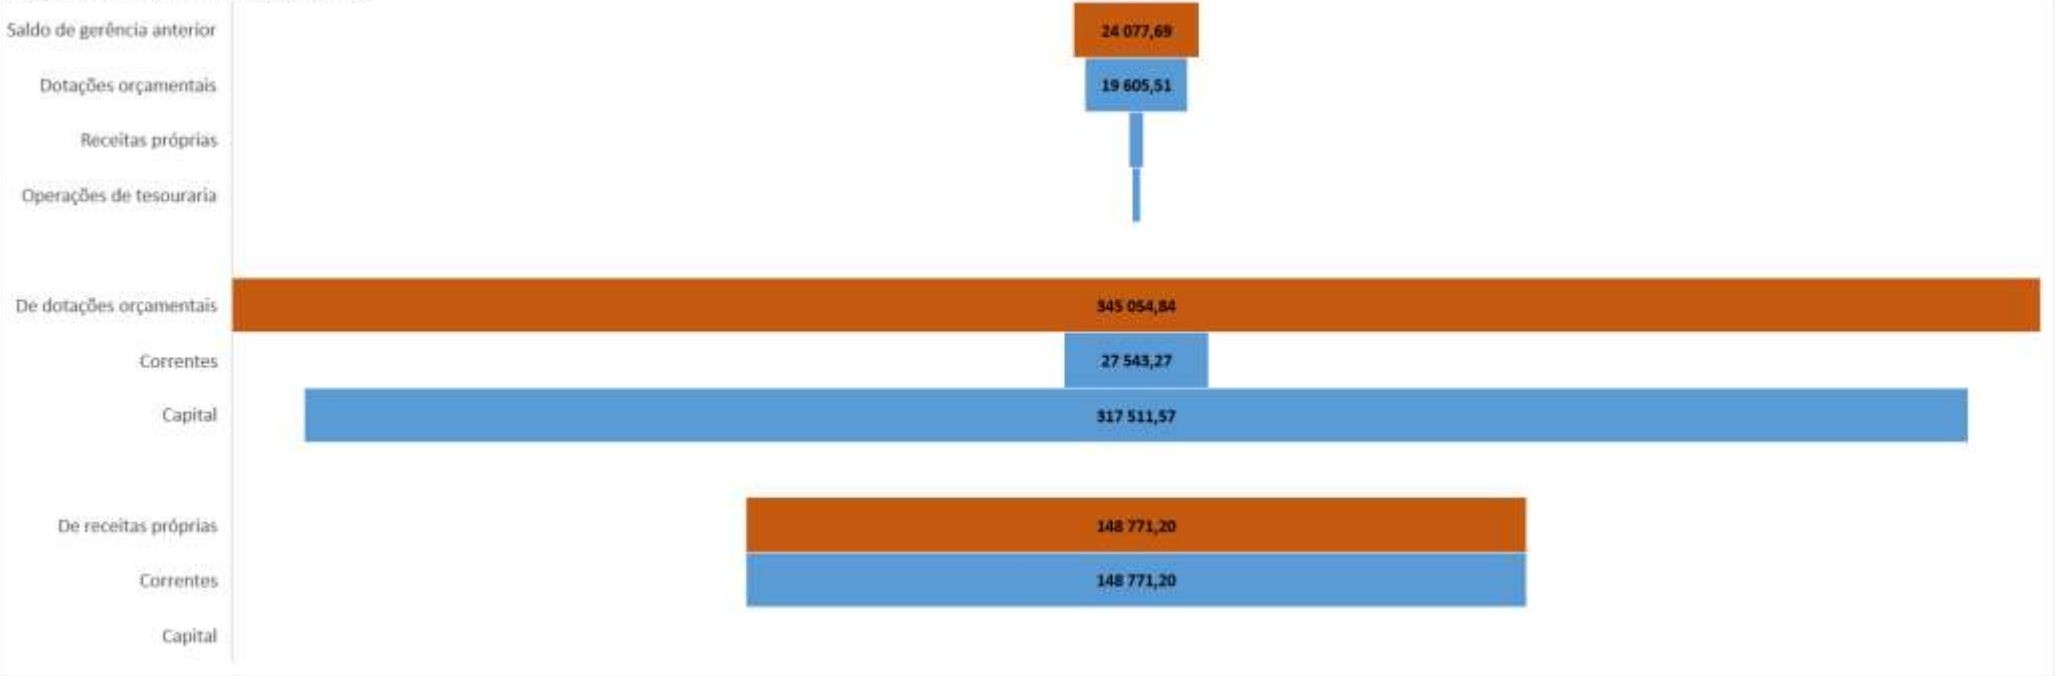 Saldo de gerência anterior 24 077,69
Dotações orçamentais 19 605,51
Receitas próprias
Operações de tesouraria
De dotações orçamentais 345 054,84
Correntes 27 543,27
Capital 317 511,57
De receitas próprias 148 771,20
Correntes 148 771,20
Capital